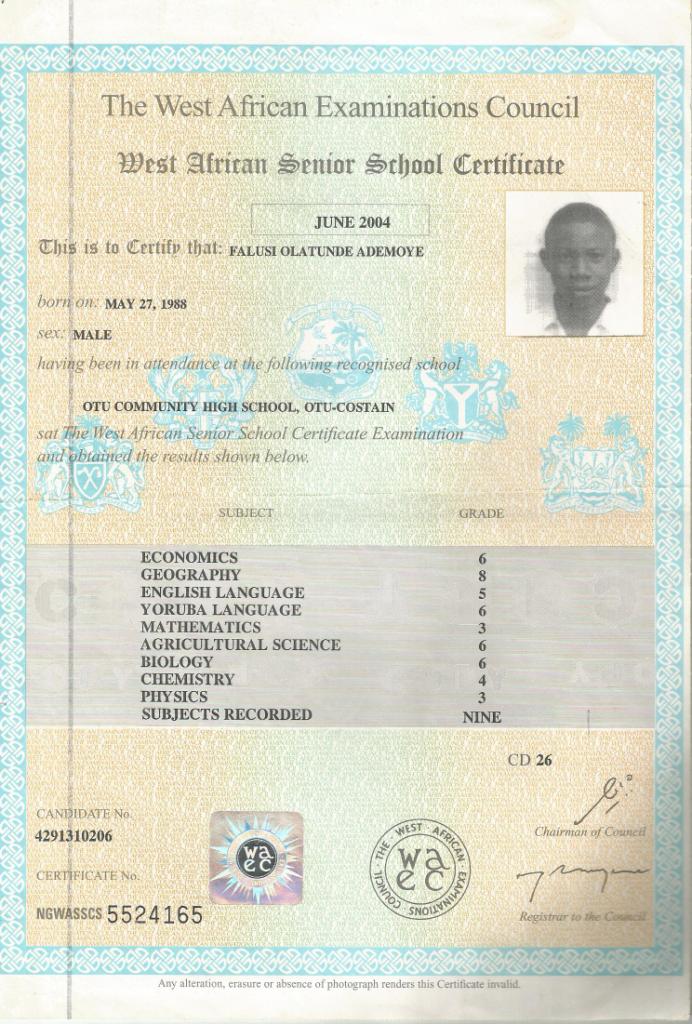 The West African Examinations Council
West African Senior School Certificate
JUNE 2004
This is to Certify that: FALUSI OLATUNDE ADEMOYE
born on: MAY 27, 1988
sex: MALE
having been in attendance at the following recognised school
OTU COMMUNITY HIGH SCHOOL, OTU-COSTAIN
sat The West African Senior School Certificate Examination
and obtained the results shown below.
SUBJECT GRADE
ECONOMICS 6
GEOGRAPHY 8
ENGLISH LANGUAGE 5
YORUBA LANGUAGE 6
MATHEMATICS 3
AGRICULTURAL SCIENCE 6
BIOLOGY 6
CHEMISTRY 4
PHYSICS 3
SUBJECTS RECORDED NINE
CD 26
CANDIDATE No.
4291310206
Chairman of Council
CERTIFICATE No.
NGWASSCS 5524165
waec
THE WEST AFRICAN EXAMINATIONS COUNCIL
waec
Registrar to the Council
Any alteration, erasure or absence of photograph renders this Certificate invalid.